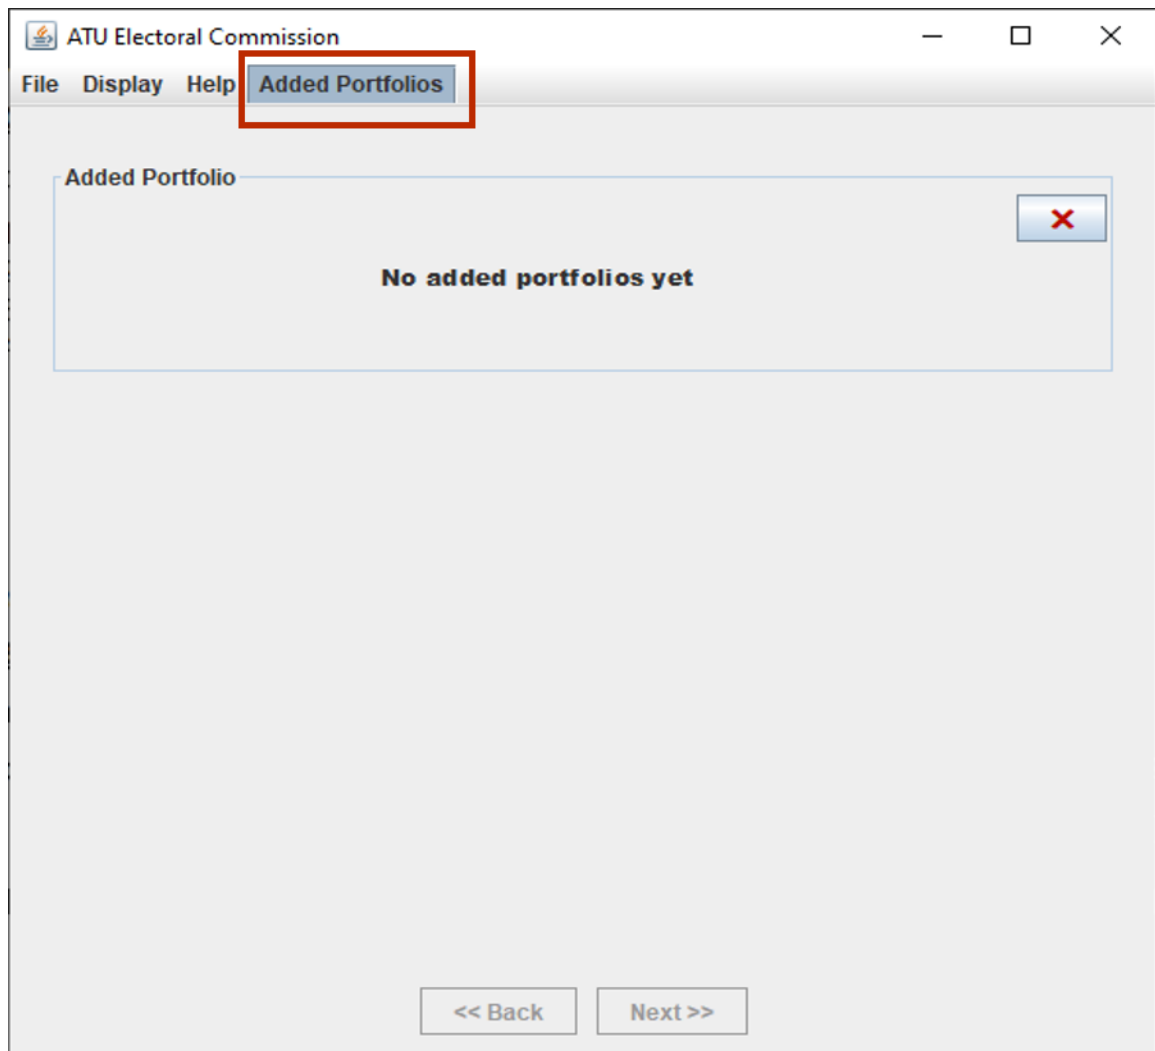 ATU Electoral Commission
File Display Help Added Portfolios
Added Portfolio
No added portfolios yet
<< Back Next >>